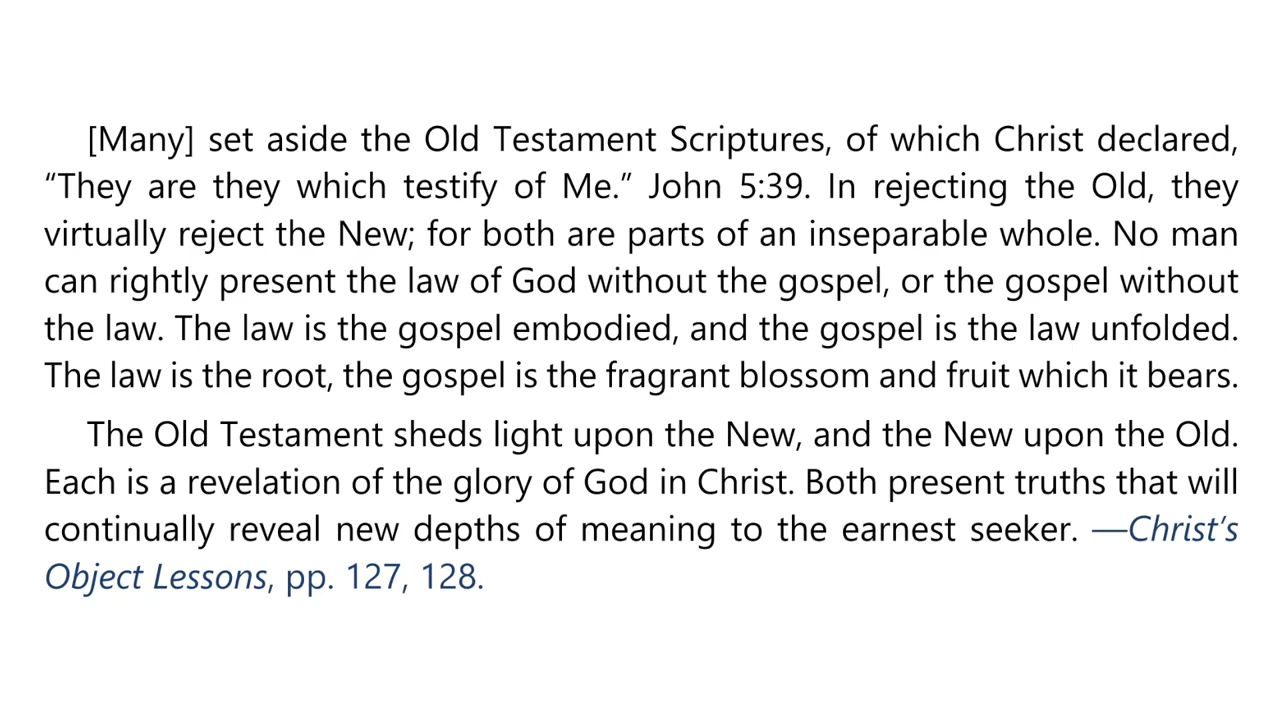 [Many] set aside the Old Testament Scriptures, of which Christ declared,
“They are they which testify of Me.” John 5:39. In rejecting the Old, they
virtually reject the New; for both are parts of an inseparable whole. No man
can rightly present the law of God without the gospel, or the gospel without
the law. The law is the gospel embodied, and the gospel is the law unfolded.
The law is the root, the gospel is the fragrant blossom and fruit which it bears.
The Old Testament sheds light upon the New, and the New upon the Old.
Each is a revelation of the glory of God in Christ. Both present truths that will
continually reveal new depths of meaning to the earnest seeker. —Christ’s
Object Lessons, pp. 127, 128.